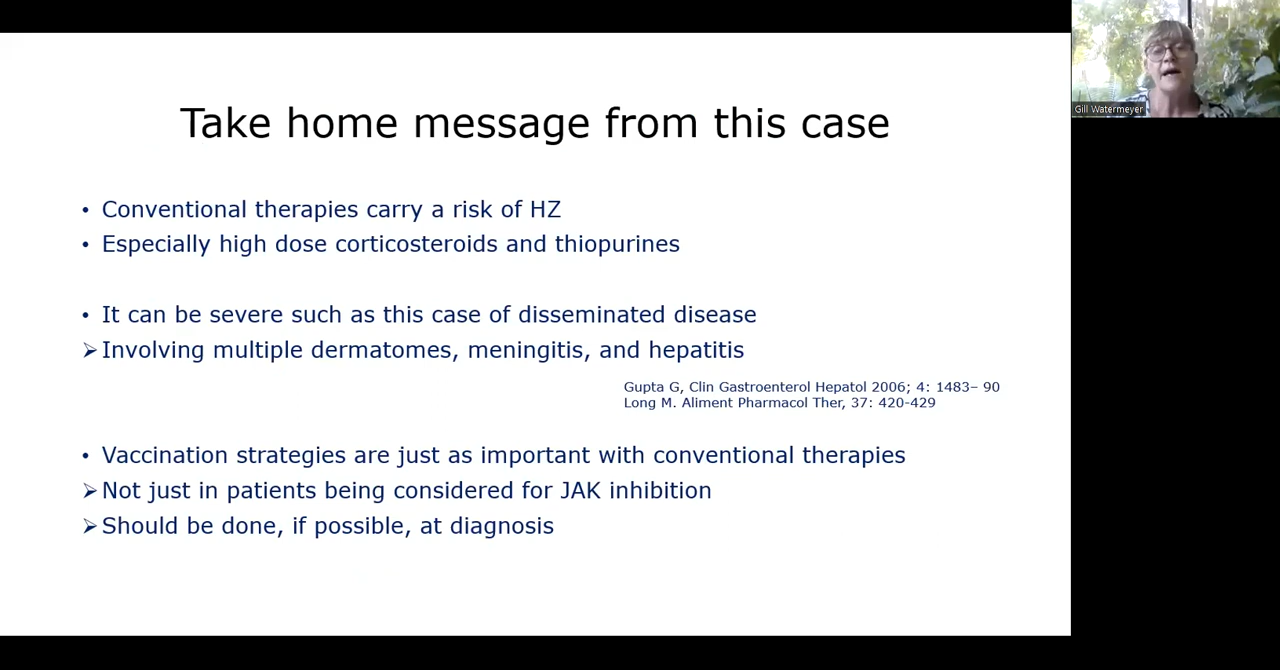 Take home message from this case
• Conventional therapies carry a risk of HZ
• Especially high dose corticosteroids and thiopurines
• It can be severe such as this case of disseminated disease
➢ Involving multiple dermatomes, meningitis, and hepatitis
Gupta G, Clin Gastroenterol Hepatol 2006; 4: 1483– 90
Long M. Aliment Pharmacol Ther, 37: 420-429
• Vaccination strategies are just as important with conventional therapies
➢ Not just in patients being considered for JAK inhibition
➢ Should be done, if possible, at diagnosis
Gill Watermeyer